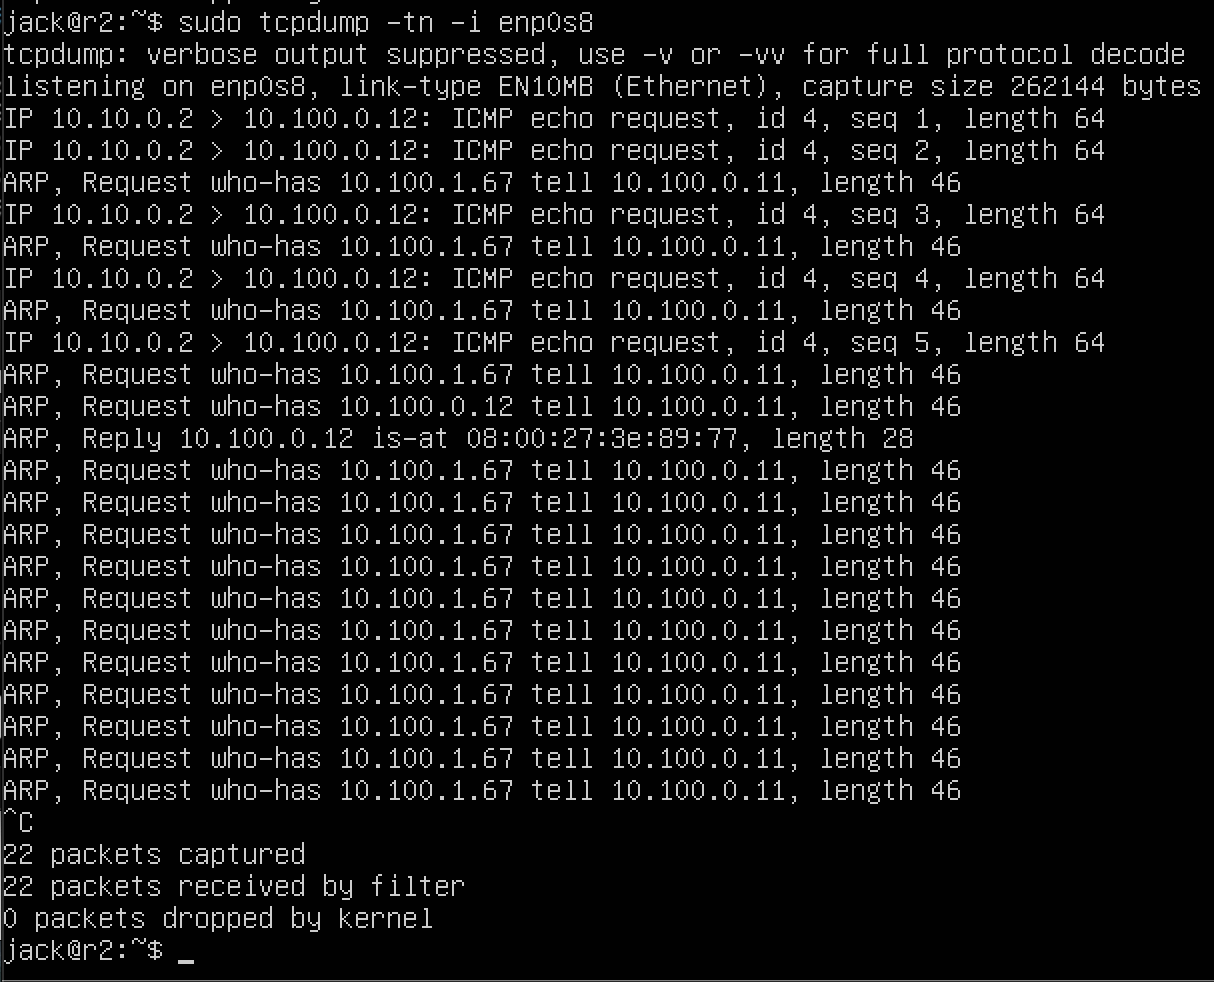 jack@r2:~$ sudo tcpdump -tn -i enp0s8
tcpdump: verbose output suppressed, use -v or -vv for full protocol decode
listening on enp0s8, link-type EN10MB (Ethernet), capture size 262144 bytes
IP 10.10.0.2 > 10.100.0.12: ICMP echo request, id 4, seq 1, length 64
IP 10.10.0.2 > 10.100.0.12: ICMP echo request, id 4, seq 2, length 64
ARP, Request who-has 10.100.1.67 tell 10.100.0.11, length 46
IP 10.10.0.2 > 10.100.0.12: ICMP echo request, id 4, seq 3, length 64
ARP, Request who-has 10.100.1.67 tell 10.100.0.11, length 46
IP 10.10.0.2 > 10.100.0.12: ICMP echo request, id 4, seq 4, length 64
ARP, Request who-has 10.100.1.67 tell 10.100.0.11, length 46
IP 10.10.0.2 > 10.100.0.12: ICMP echo request, id 4, seq 5, length 64
ARP, Request who-has 10.100.1.67 tell 10.100.0.11, length 46
ARP, Request who-has 10.100.0.12 tell 10.100.0.11, length 46
ARP, Reply 10.100.0.12 is-at 08:00:27:3e:89:77, length 28
ARP, Request who-has 10.100.1.67 tell 10.100.0.11, length 46
ARP, Request who-has 10.100.1.67 tell 10.100.0.11, length 46
ARP, Request who-has 10.100.1.67 tell 10.100.0.11, length 46
ARP, Request who-has 10.100.1.67 tell 10.100.0.11, length 46
ARP, Request who-has 10.100.1.67 tell 10.100.0.11, length 46
ARP, Request who-has 10.100.1.67 tell 10.100.0.11, length 46
ARP, Request who-has 10.100.1.67 tell 10.100.0.11, length 46
ARP, Request who-has 10.100.1.67 tell 10.100.0.11, length 46
ARP, Request who-has 10.100.1.67 tell 10.100.0.11, length 46
ARP, Request who-has 10.100.1.67 tell 10.100.0.11, length 46
ARP, Request who-has 10.100.1.67 tell 10.100.0.11, length 46
^C
22 packets captured
22 packets received by filter
0 packets dropped by kernel
jack@r2:~$ _